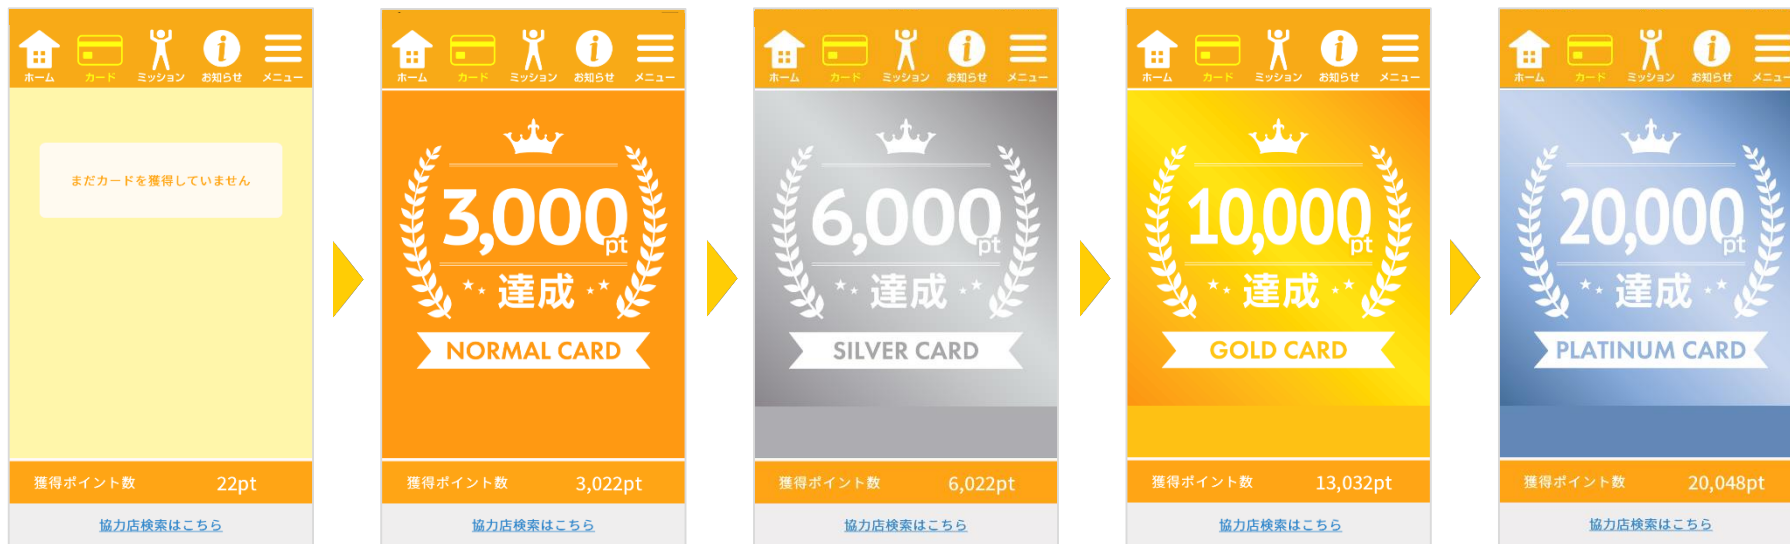 ホーム カード ミッション お知らせ メニュー
まだカードを獲得していません
獲得ポイント数 22pt
協力店検索はこちら
ホーム カード ミッション お知らせ メニュー
3,000pt
達成
NORMAL CARD
獲得ポイント数 3,022pt
協力店検索はこちら
ホーム カード ミッション お知らせ メニュー
6,000pt
達成
SILVER CARD
獲得ポイント数 6,022pt
協力店検索はこちら
ホーム カード ミッション お知らせ メニュー
10,000pt
達成
GOLD CARD
獲得ポイント数 13,032pt
協力店検索はこちら
ホーム カード ミッション お知らせ メニュー
20,000pt
達成
PLATINUM CARD
獲得ポイント数 20,048pt
協力店検索はこちら